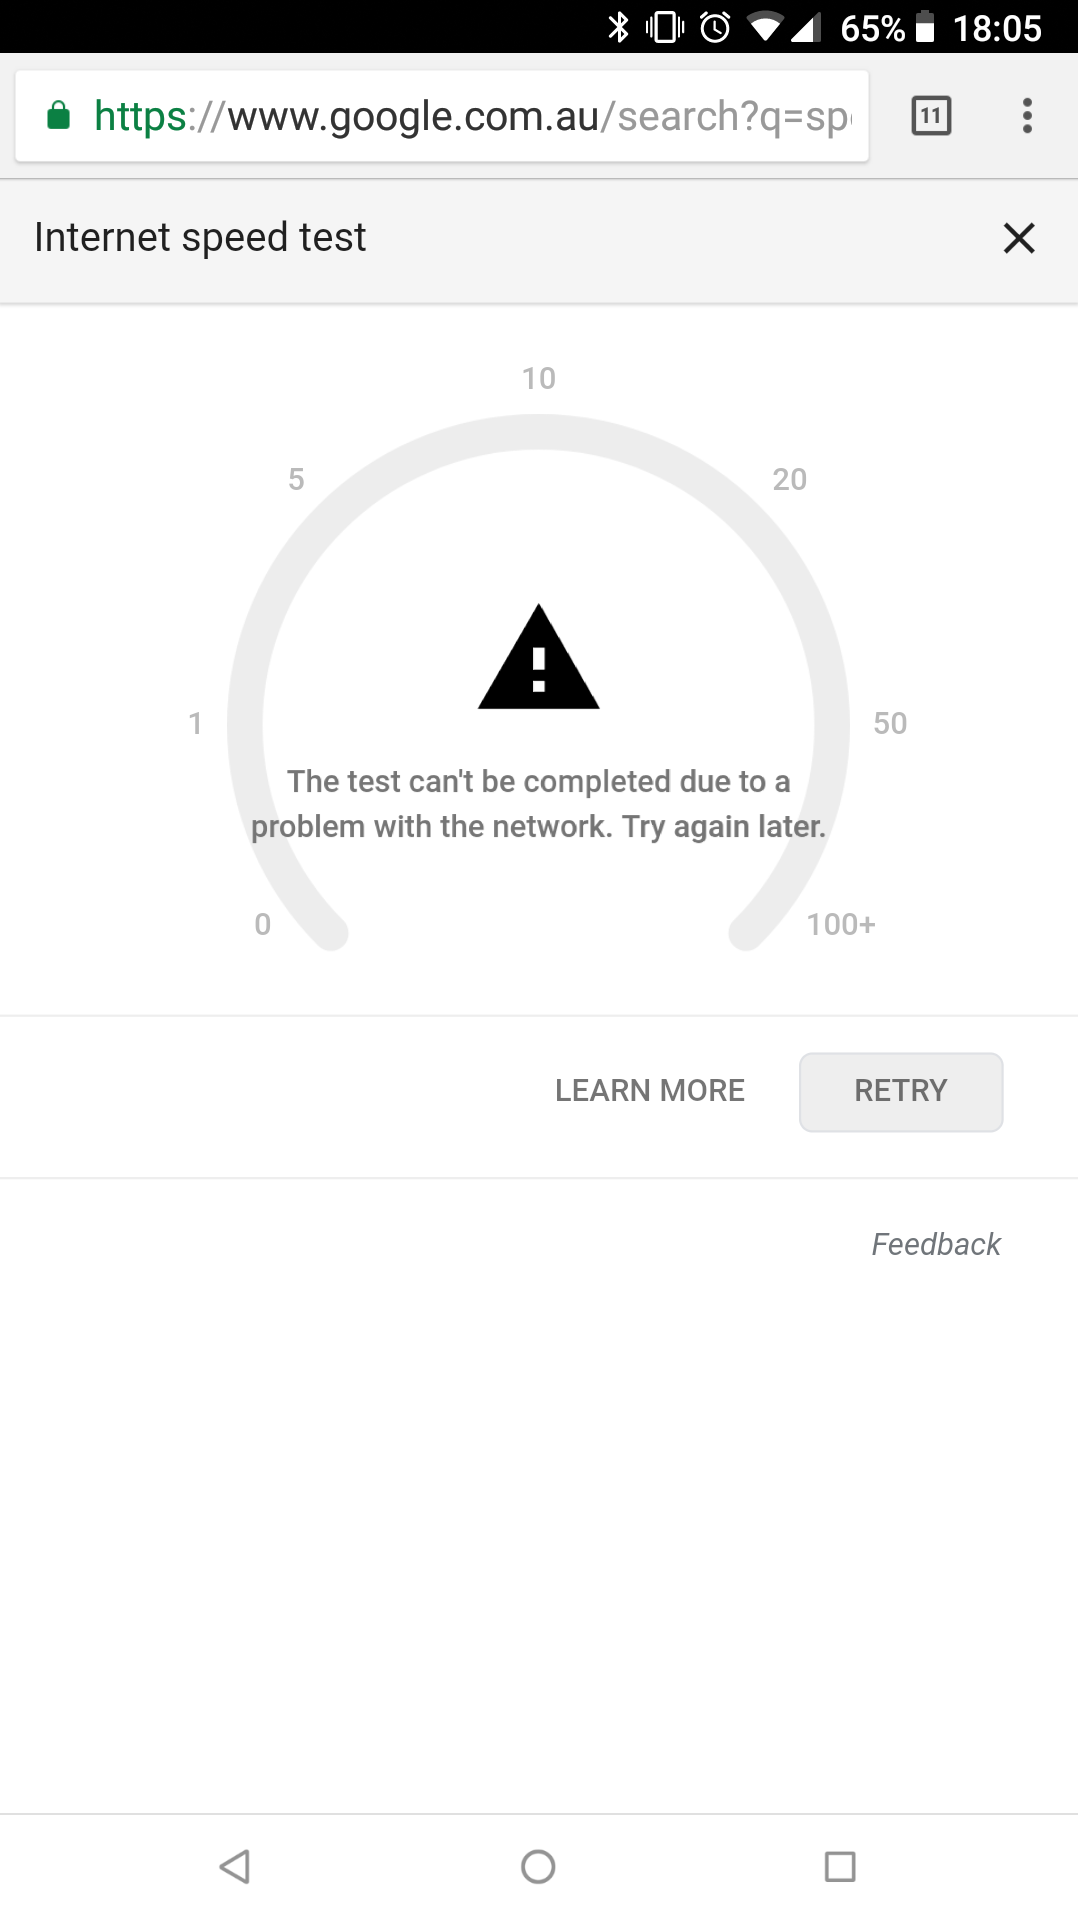 65% 18:05
https://www.google.com.au/search?q=sp
11
Internet speed test
10
5
20
1
50
The test can't be completed due to a
problem with the network. Try again later.
0
100+
LEARN MORE
RETRY
Feedback